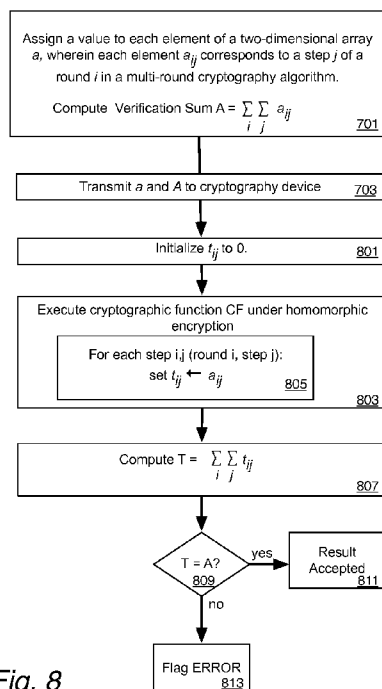 Assign a value to each element of a two-dimensional array
a, wherein each element aij corresponds to a step j of a
round i in a multi-round cryptography algorithm.
Compute Verification Sum A = Σ Σ aij
i j
701
Transmit a and A to cryptography device
703
Initialize tij to 0.
801
Execute cryptographic function CF under homomorphic
encryption
For each step i,j (round i, step j):
set tij ← aij
805
803
Compute T = Σ Σ tij
i j
807
T = A?
809
yes
Result
Accepted
811
no
Flag ERROR
813
Fig. 8